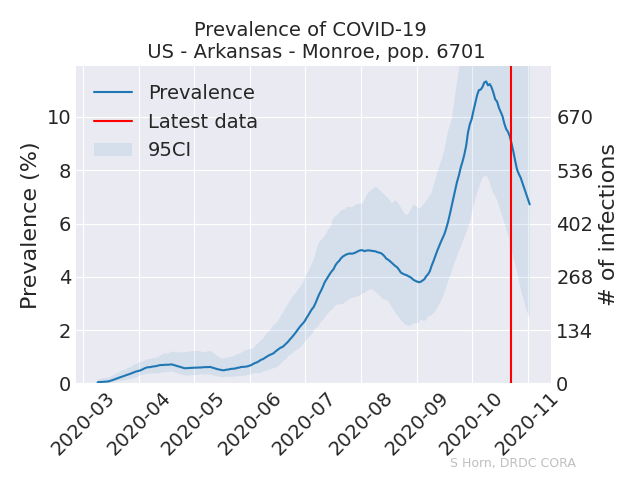 Prevalence of COVID-19
US - Arkansas - Monroe, pop. 6701
Prevalence
Latest data
95CI
Prevalence (%)
10
8
6
4
2
0
# of infections
670
536
402
268
134
0
2020-03
2020-04
2020-05
2020-06
2020-07
2020-08
2020-09
2020-10
2020-11
S Horn, DRDC CORA